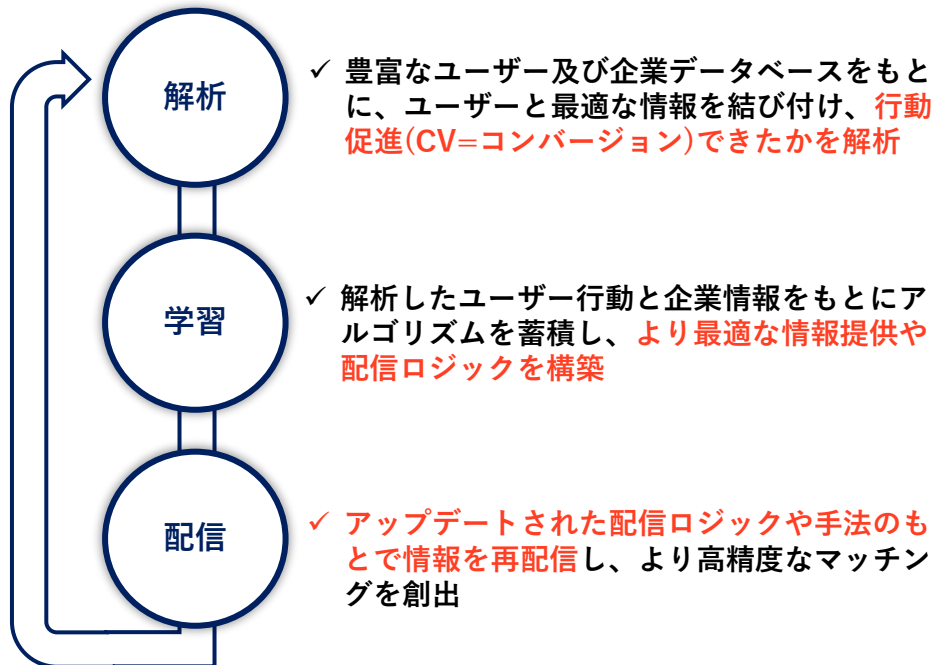 解析
✓ 豊富なユーザー及び企業データベースをもと
に、ユーザーと最適な情報を結び付け、行動
促進(CV=コンバージョン)できたかを解析
学習
✓ 解析したユーザー行動と企業情報をもとにア
ルゴリズムを蓄積し、より最適な情報提供や
配信ロジックを構築
配信
✓ アップデートされた配信ロジックや手法のも
とで情報を再配信し、より高精度なマッチン
グを創出